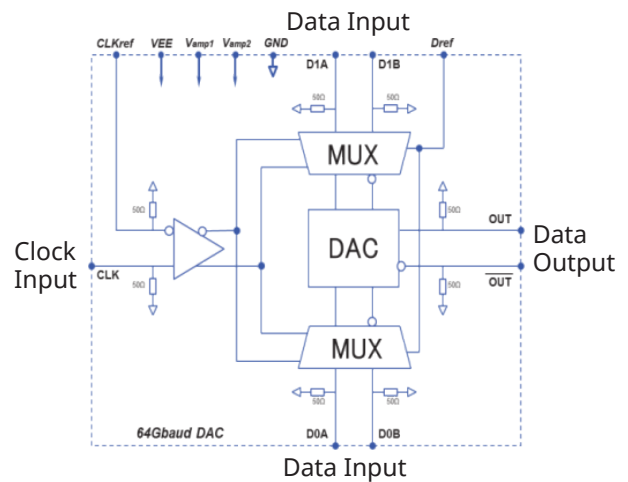 Data Input
CLKref VEE Vamp1 Vamp2 GND Dref
D1A D1B
50Ω 50Ω
MUX
50Ω 50Ω
OUT
DAC
Data
Output
Clock
Input
CLK
50Ω 50Ω
OUT
MUX
50Ω 50Ω
64Gbaud DAC D0A D0B
Data Input